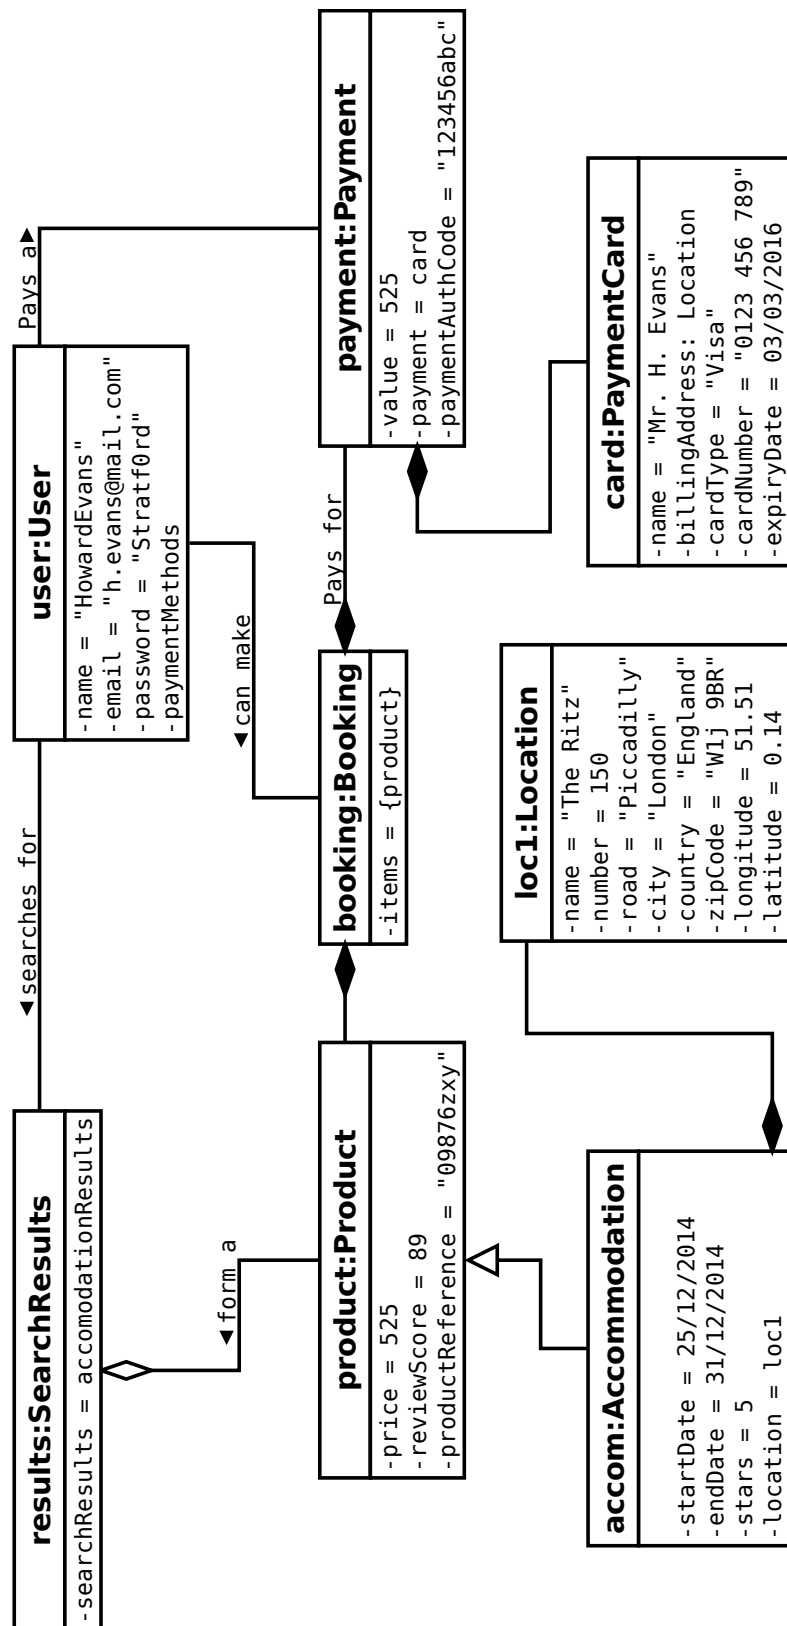 results:SearchResults
-searchResults = accomodationResults
◀searches for
user:User
-name = "HowardEvans"
-email = "h.evans@mail.com"
-password = "Stratf0rd"
-paymentMethods
Pays a▶
◀form a
◀can make
product:Product
-price = 525
-reviewScore = 89
-productReference = "09876zxy"
booking:Booking
-items = {product}
Pays for
payment:Payment
-value = 525
-payment = card
-paymentAuthCode = "123456abc"
accom:Accommodation
-startDate = 25/12/2014
-endDate = 31/12/2014
-stars = 5
-location = loc1
loc1:Location
-name = "The Ritz"
-number = 150
-road = "Piccadilly"
-city = "London"
-country = "England"
-zipCode = "W1j 9BR"
-longitude = 51.51
-latitude = 0.14
card:PaymentCard
-name = "Mr. H. Evans"
-billingAddress: Location
-cardType = "Visa"
-cardNumber = "0123 456 789"
-expiryDate = 03/03/2016